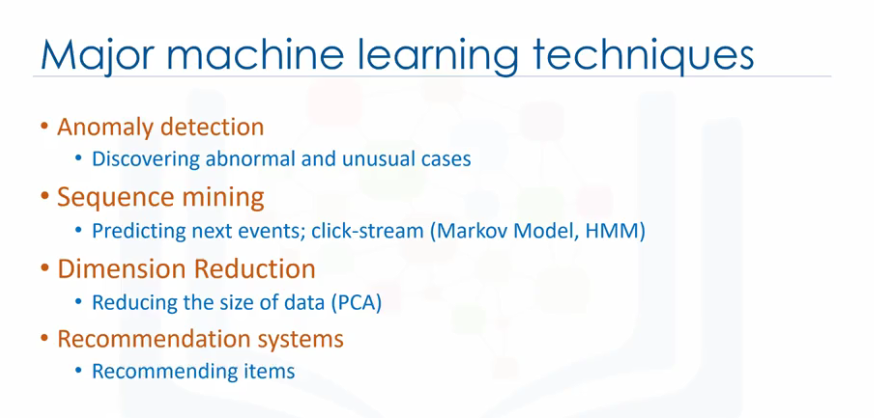 Major machine learning techniques
• Anomaly detection
• Discovering abnormal and unusual cases
• Sequence mining
• Predicting next events; click-stream (Markov Model, HMM)
• Dimension Reduction
• Reducing the size of data (PCA)
• Recommendation systems
• Recommending items